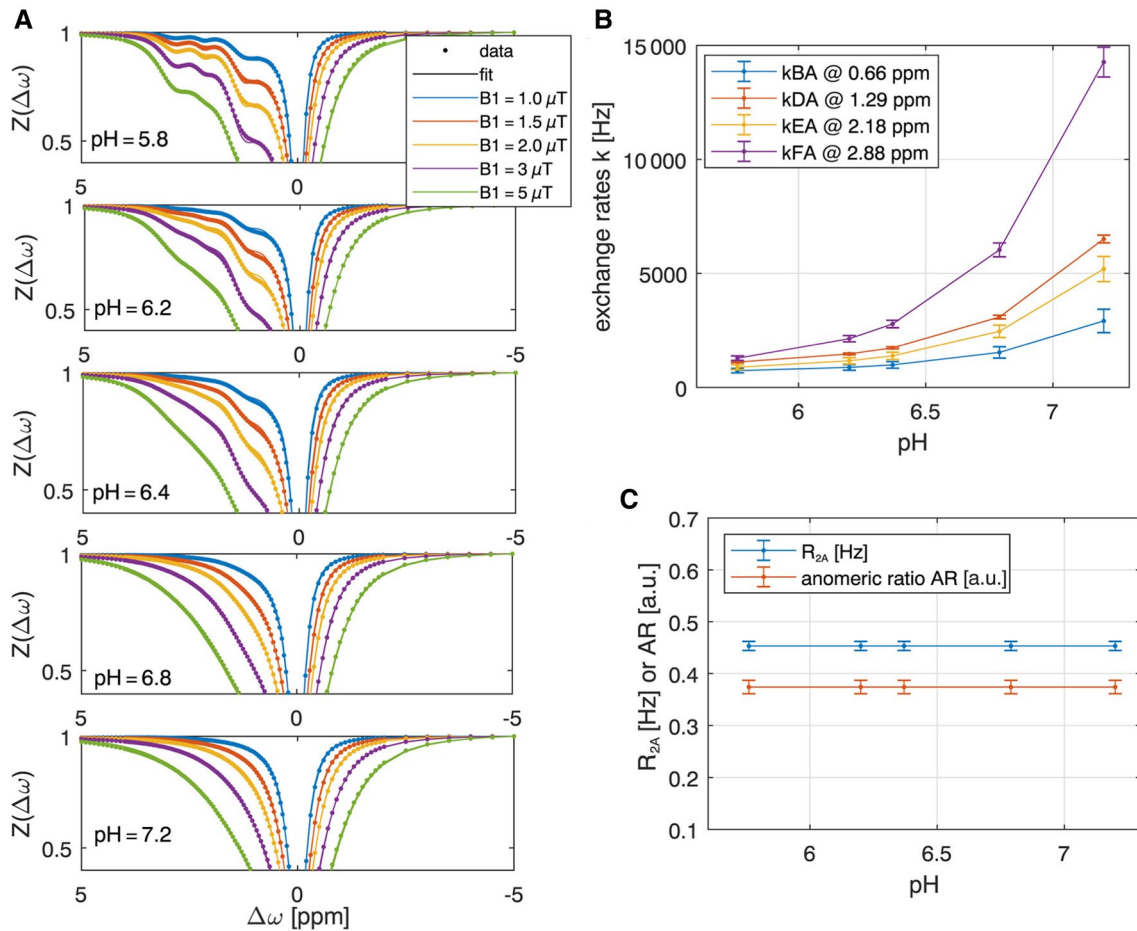 A
1
Z(Δω)
0.5
pH = 5.8
5
0
data
fit
B1 = 1.0 μT
B1 = 1.5 μT
B1 = 2.0 μT
B1 = 3 μT
B1 = 5 μT
1
Z(Δω)
0.5
pH = 6.2
5
0
-5
1
Z(Δω)
0.5
pH = 6.4
5
0
-5
1
Z(Δω)
0.5
pH = 6.8
5
0
-5
1
Z(Δω)
0.5
pH = 7.2
5
0
-5
Δω [ppm]
B
15 000
10 000
5000
0
exchange rates k [Hz]
kBA @ 0.66 ppm
kDA @ 1.29 ppm
kEA @ 2.18 ppm
kFA @ 2.88 ppm
6
6.5
7
pH
C
0.7
0.6
0.5
0.4
0.3
0.2
0.1
R2A [Hz] or AR [a.u.]
R2A [Hz]
anomeric ratio AR [a.u.]
6
6.5
7
pH